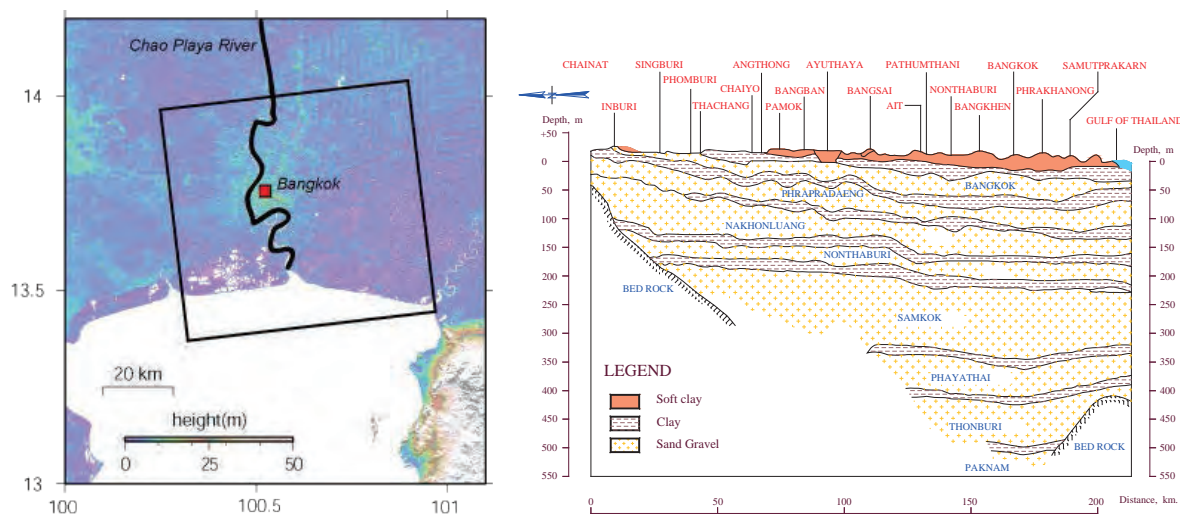 Chao Playa River
14
Bangkok
13.5
20 km
height(m)
0 25 50
13
100 100.5 101
CHAINAT SINGBURI ANGTHONG AYUTHAYA PATHUMTHANI BANGKOK SAMUTPRAKARN
PHOMBURI CHAIYO BANGBAN BANGSAI NONTHABURI PHRAKHANONG
INBURI THACHANG PAMOK AIT BANGKHEN
GULF OF THAILAND
Depth, m
+50
0
50
100
150
200
250
300
350
400
450
500
550
Depth, m
0
50
100
150
200
250
300
350
400
450
500
550
BANGKOK
PHRAPRADAENG
NAKHONLUANG
NONTHABURI
BED ROCK
SAMKOK
PHAYATHAI
THONBURI
BED ROCK
PAKNAM
LEGEND
Soft clay
Clay
Sand Gravel
0 50 100 150 200 Distance, km.